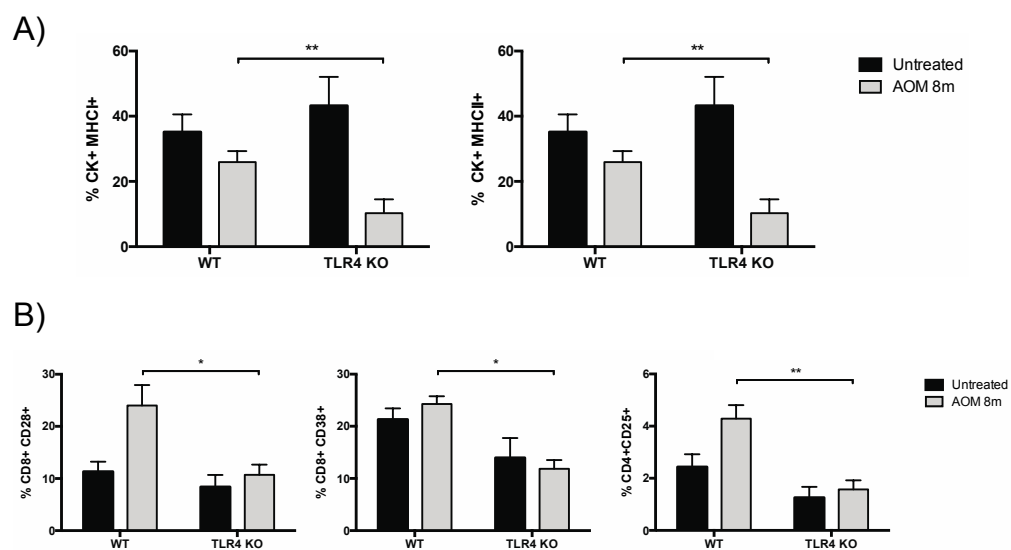 A)
** **
60 60
Untreated
AOM 8m
40 40
20 20
0 0
% CK+ MHCI+
% CK+ MHCII+
WT TLR4 KO WT TLR4 KO
B)
30 * 30 * 6 **
Untreated
AOM 8m
20 20 4
10 10 2
0 0 0
% CD8+ CD28+
% CD8+ CD38+
% CD4+CD25+
WT TLR4 KO WT TLR4 KO WT TLR4 KO